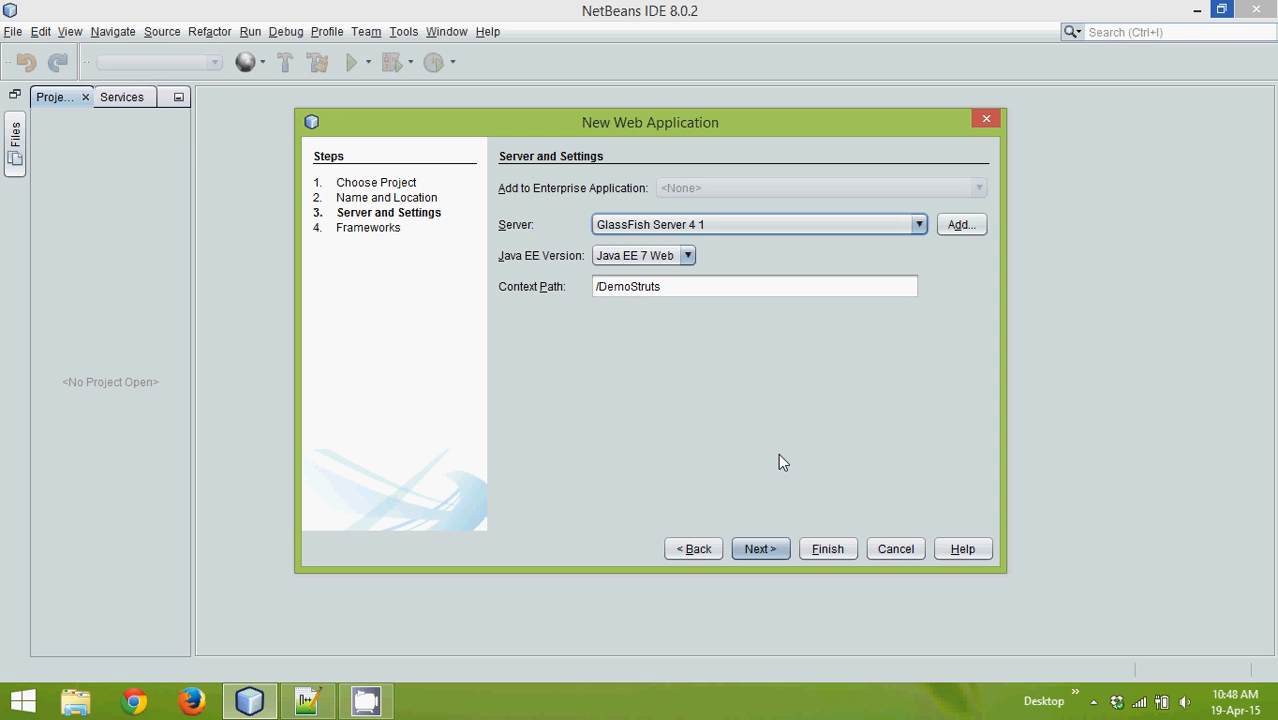 NetBeans IDE 8.0.2
File Edit View Navigate Source Refactor Run Debug Profile Team Tools Window Help
Search (Ctrl+I)
Proje... Services
Files
<No Project Open>
New Web Application
Steps
1. Choose Project
2. Name and Location
3. Server and Settings
4. Frameworks
Server and Settings
Add to Enterprise Application: <None>
Server: GlassFish Server 4 1 Add...
Java EE Version: Java EE 7 Web
Context Path: /DemoStruts
< Back Next > Finish Cancel Help
Desktop
10:48 AM
19-Apr-15